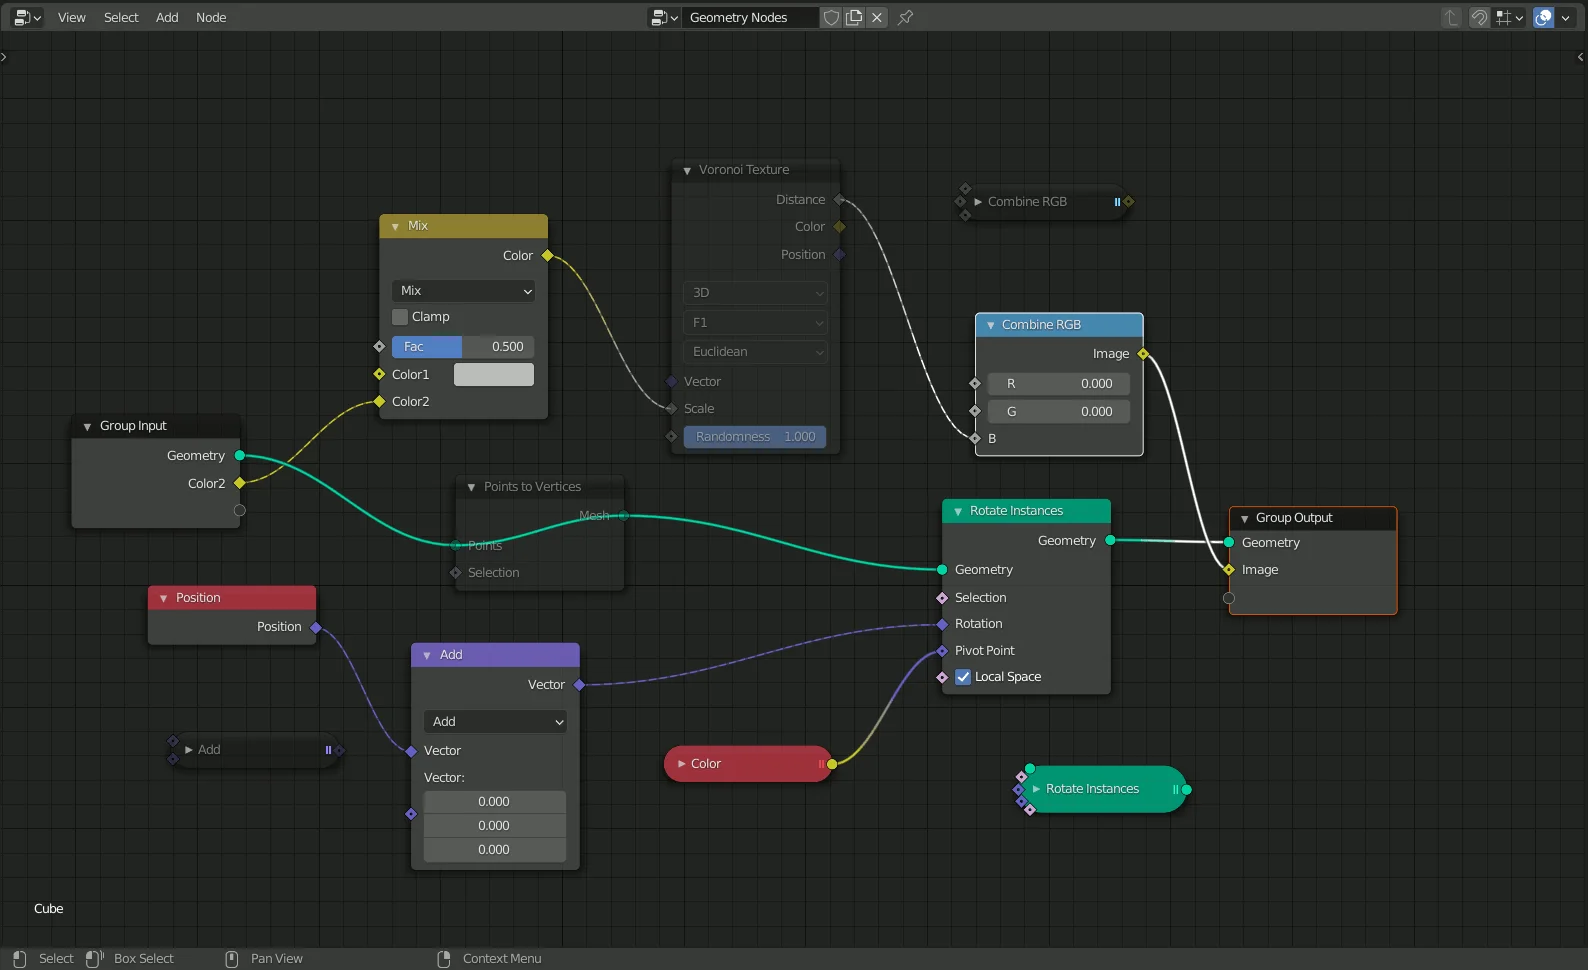 View Select Add Node
Geometry Nodes
Voronoi Texture
Distance
Color
Position
3D
F1
Euclidean
Vector
Scale
Randomness 1.000
Combine RGB
Mix
Color
Mix
Clamp
Fac 0.500
Color1
Color2
Combine RGB
Image
R 0.000
G 0.000
B
Group Input
Geometry
Color2
Points to Vertices
Mesh
Points
Selection
Rotate Instances
Geometry
Geometry
Selection
Rotation
Pivot Point
Local Space
Group Output
Geometry
Image
Position
Position
Add
Vector
Add
Vector
Vector:
0.000
0.000
0.000
Add
Color
Rotate Instances
Cube
Select Box Select Pan View Context Menu